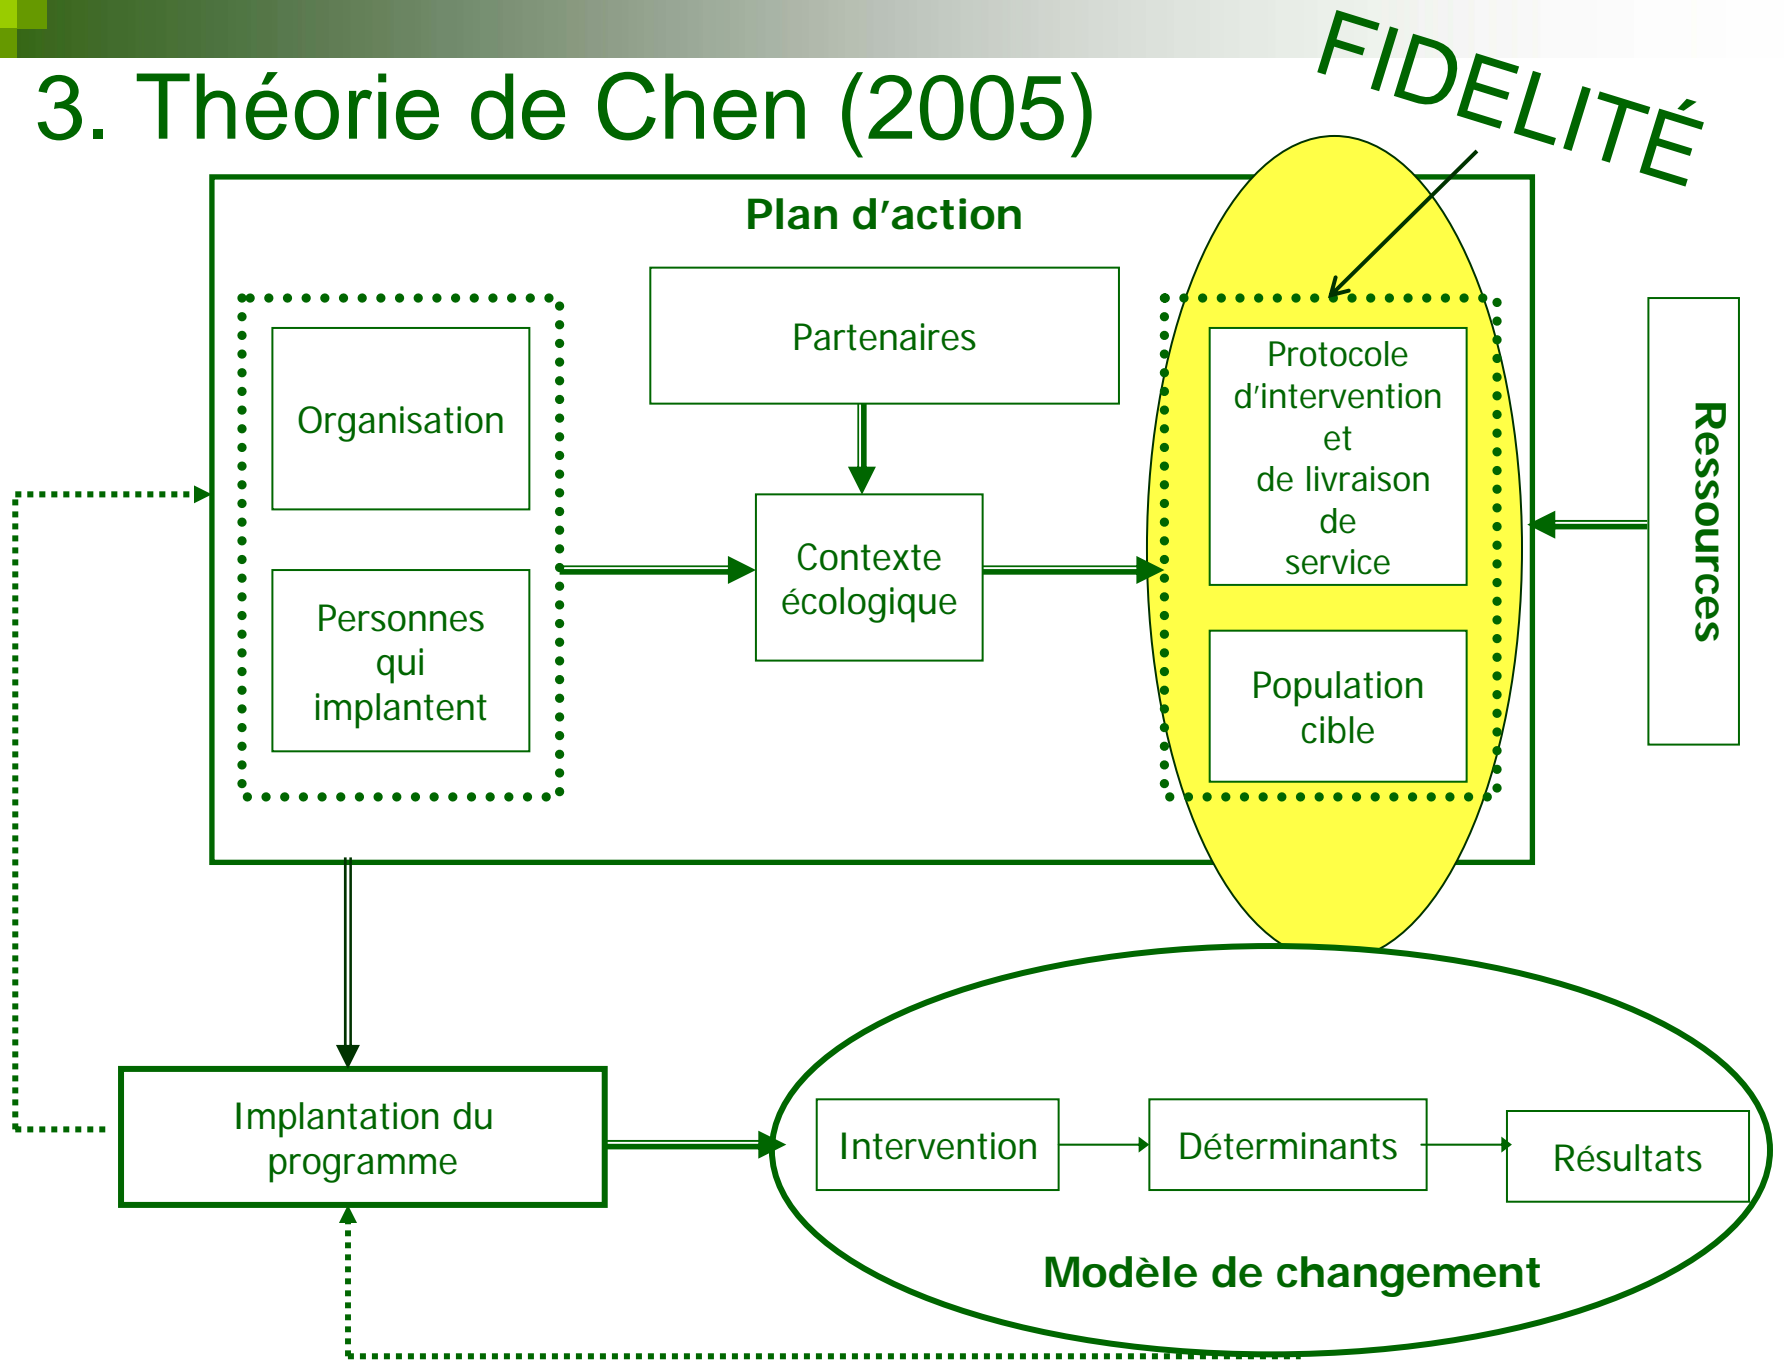 3. Théorie de Chen (2005)
FIDELITÉ
Plan d’action
Organisation
Personnes
qui
implantent
Partenaires
Contexte
écologique
Protocole
d’intervention
et
de livraison
de
service
Population
cible
Ressources
Implantation du
programme
Intervention
Déterminants
Résultats
Modèle de changement